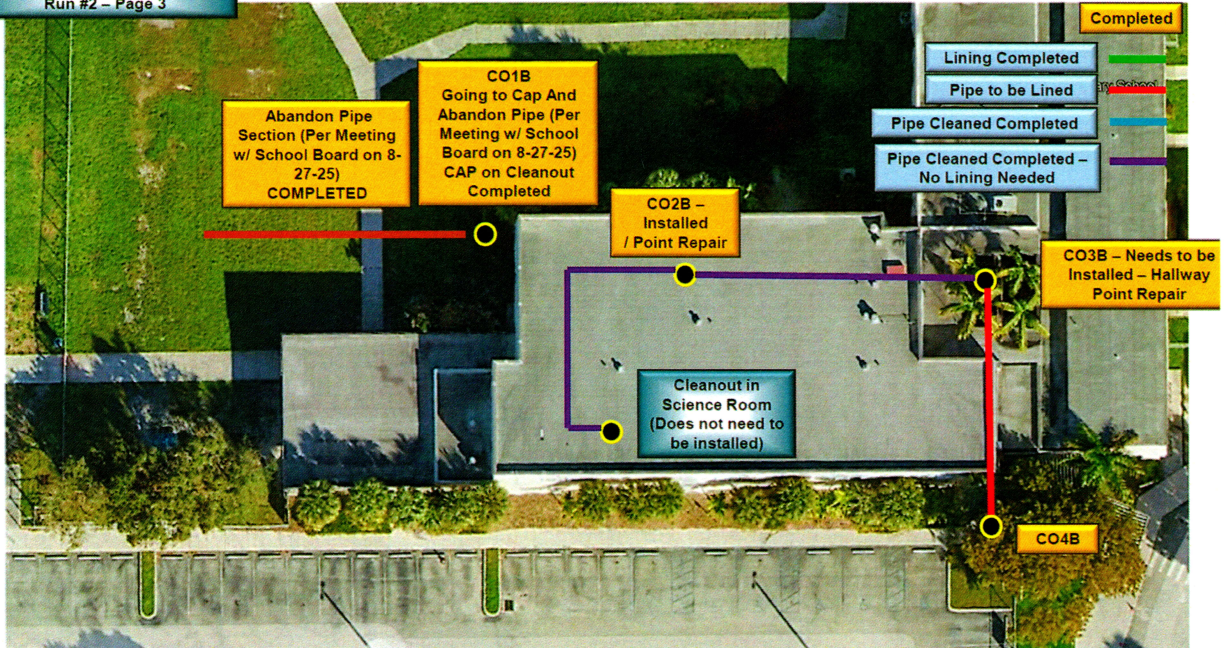 Run #2 – Page 3
Completed
Lining Completed
Pipe to be Lined
ary School
Pipe Cleaned Completed
Pipe Cleaned Completed –
No Lining Needed
CO1B
Going to Cap And
Abandon Pipe (Per
Meeting w/ School
Board on 8-27-25)
CAP on Cleanout
Completed
Abandon Pipe
Section (Per Meeting
w/ School Board on 8-
27-25)
COMPLETED
CO2B –
Installed
/ Point Repair
CO3B – Needs to be
Installed – Hallway
Point Repair
Cleanout in
Science Room
(Does not need to
be installed)
CO4B